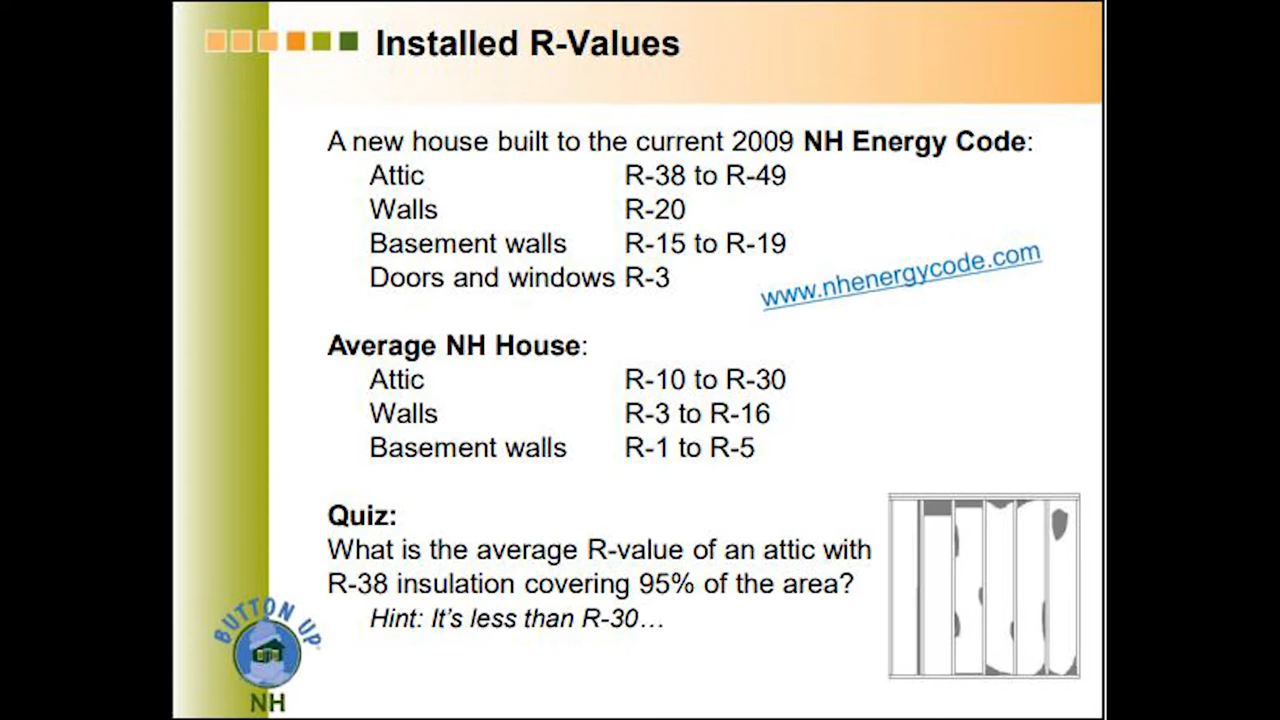 Installed R-Values
A new house built to the current 2009 NH Energy Code:
Attic R-38 to R-49
Walls R-20
Basement walls R-15 to R-19
Doors and windows R-3
www.nhenergycode.com
Average NH House:
Attic R-10 to R-30
Walls R-3 to R-16
Basement walls R-1 to R-5
Quiz:
What is the average R-value of an attic with
R-38 insulation covering 95% of the area?
Hint: It’s less than R-30…
BUTTON UP
NH